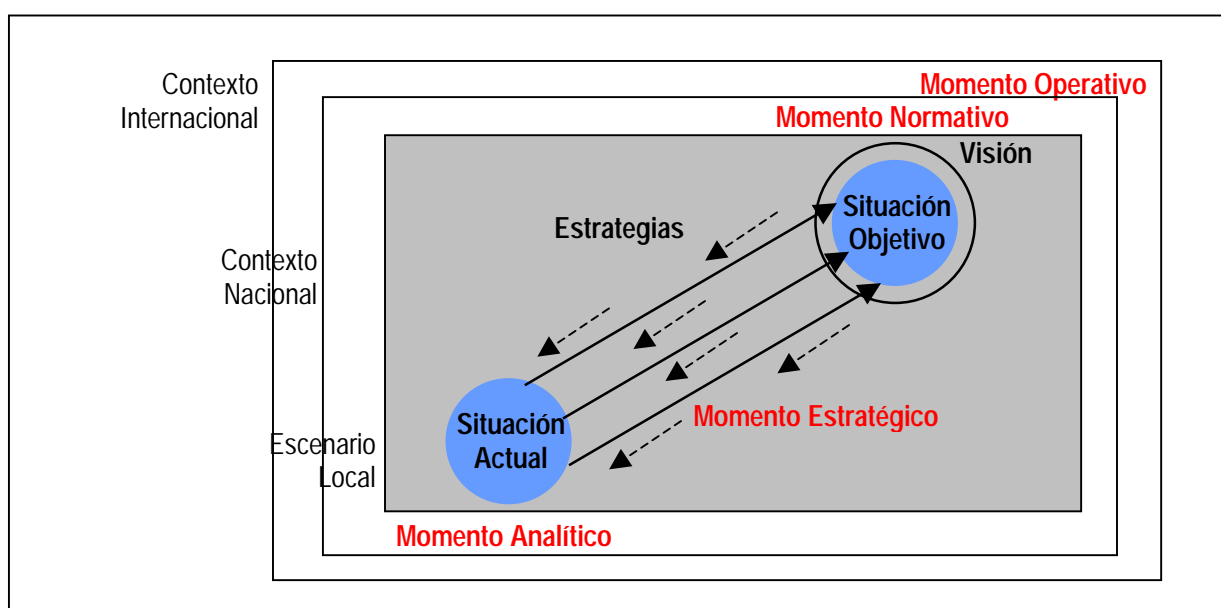 Contexto
Internacional
Momento Operativo
Momento Normativo
Visión
Situación
Objetivo
Estrategias
Contexto
Nacional
Momento Estratégico
Situación
Actual
Escenario
Local
Momento Analítico